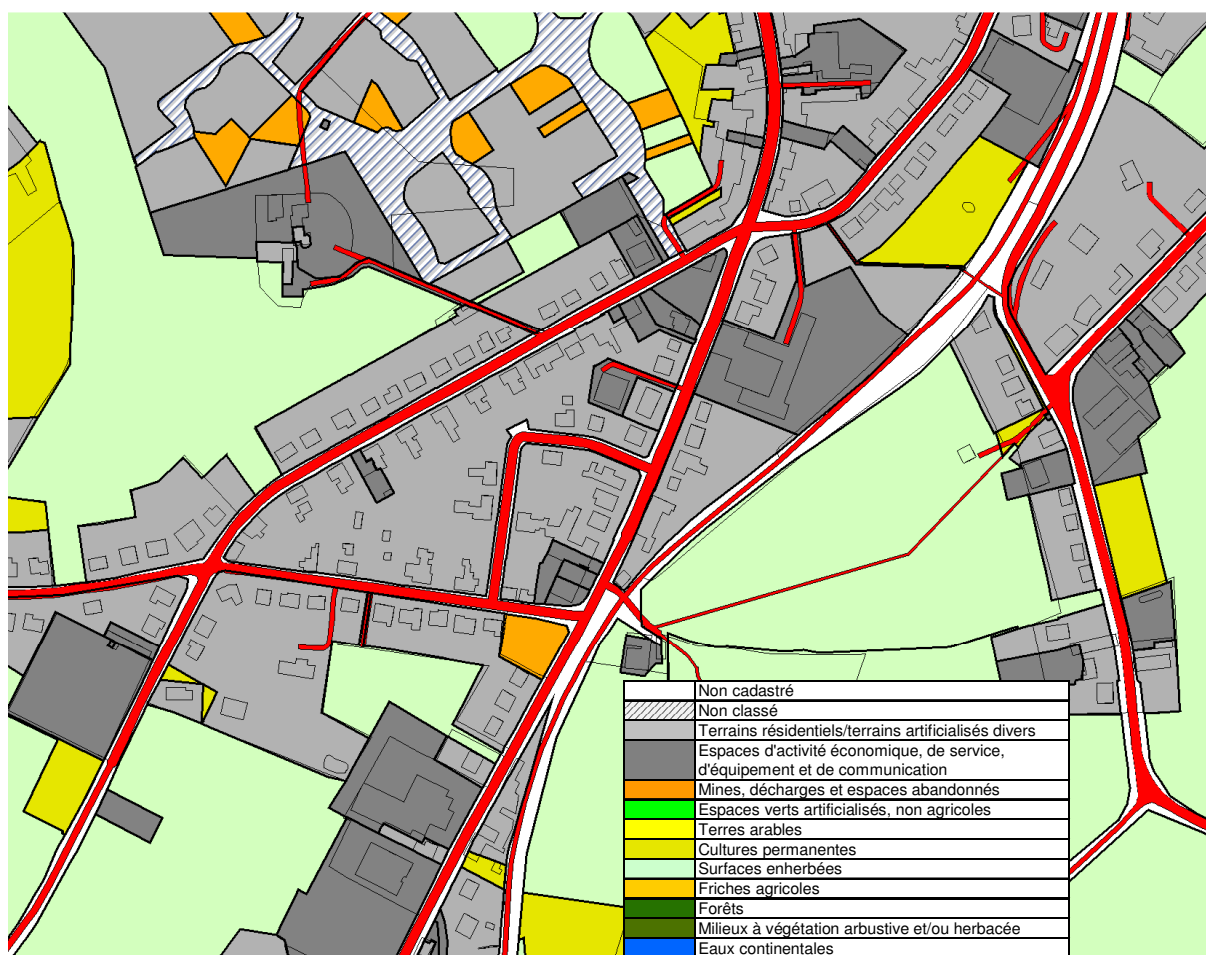 Non cadastré
Non classé
Terrains résidentiels/terrains artificialisés divers
Espaces d'activité économique, de service,
d'équipement et de communication
Mines, décharges et espaces abandonnés
Espaces verts artificialisés, non agricoles
Terres arables
Cultures permanentes
Surfaces enherbées
Friches agricoles
Forêts
Milieux à végétation arbustive et/ou herbacée
Eaux continentales